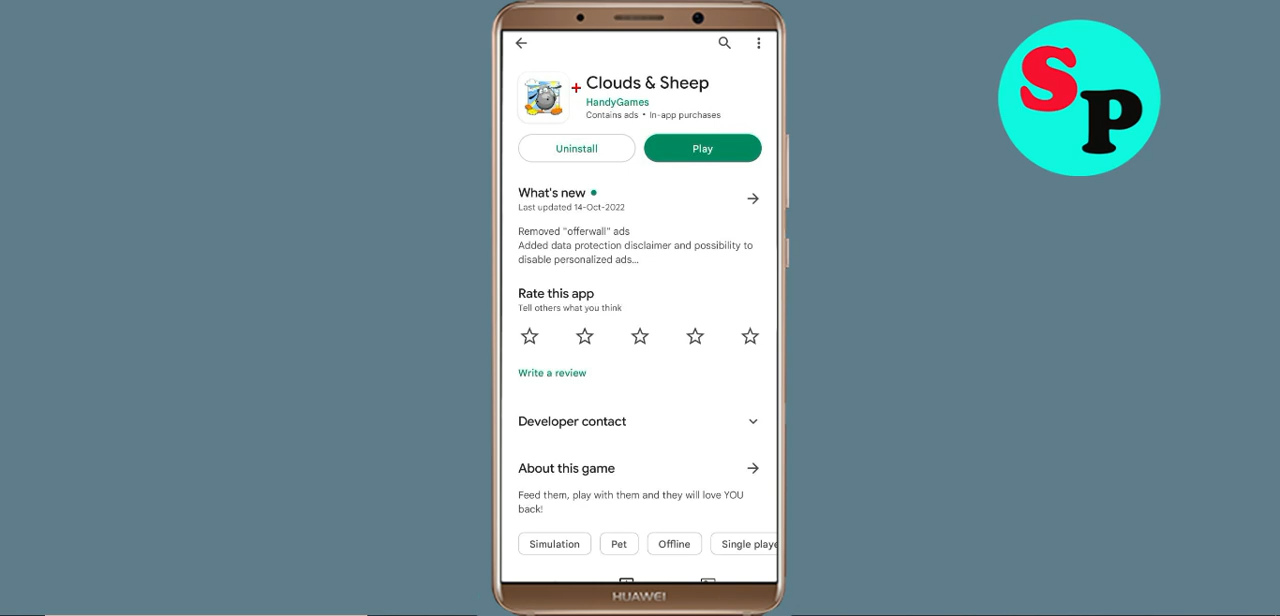 Clouds & Sheep
HandyGames
Contains ads • In-app purchases
Uninstall
Play
What's new
Last updated 14-Oct-2022
Removed "offerwall" ads
Added data protection disclaimer and possibility to
disable personalized ads...
Rate this app
Tell others what you think
Write a review
Developer contact
About this game
Feed them, play with them and they will love YOU
back!
Simulation
Pet
Offline
Single playe
HUAWEI
SP